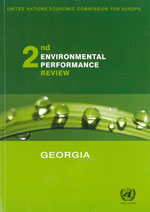 UNITED NATIONS ECONOMIC COMMISSION FOR EUROPE
2nd
ENVIRONMENTAL
PERFORMANCE
REVIEW
GEORGIA